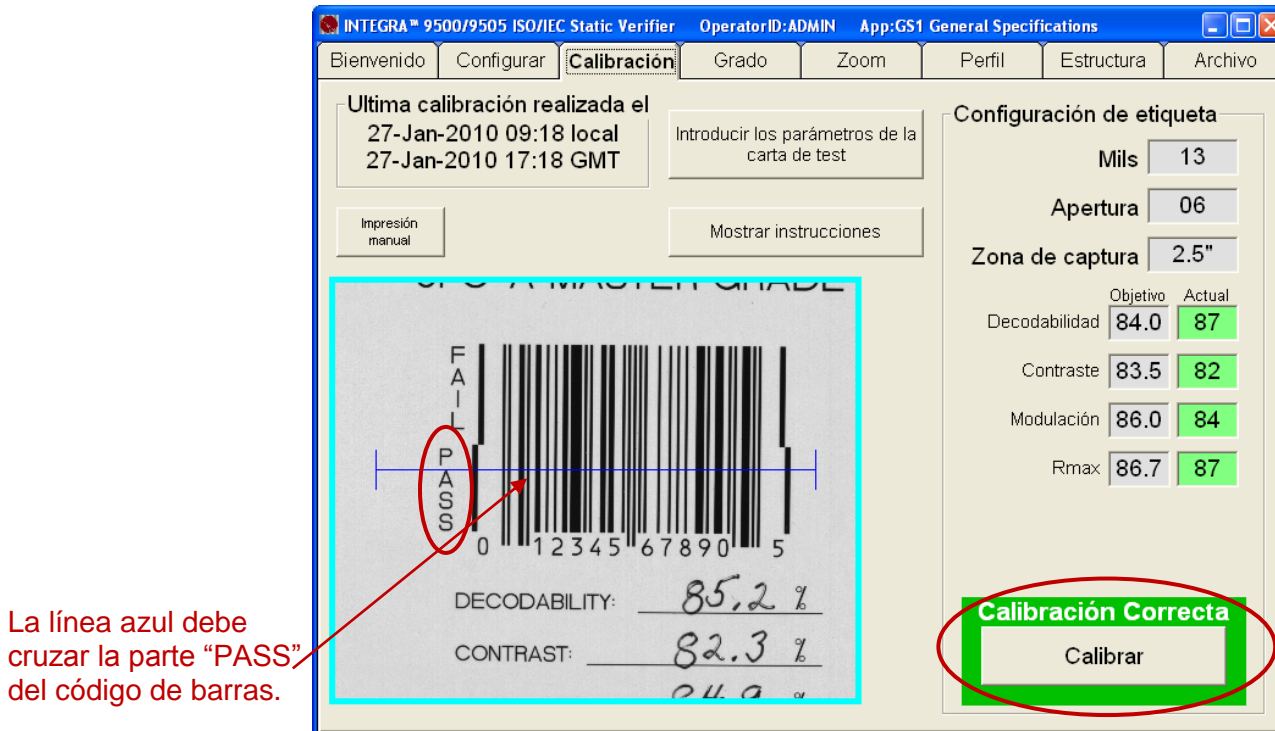 INTEGRA™ 9500/9505 ISO/IEC Static Verifier OperatorID:ADMIN App:GS1 General Specifications
Bienvenido Configurar Calibración Grado Zoom Perfil Estructura Archivo
Ultima calibración realizada el
27-Jan-2010 09:18 local
27-Jan-2010 17:18 GMT
Introducir los parámetros de la
carta de test
Impresión
manual
Mostrar instrucciones
FAIL
PASS
0 12345 67890 5
DECODABILITY: 85.2 %
CONTRAST: 82.3 %
Configuración de etiqueta
Mils 13
Apertura 06
Zona de captura 2.5"
Objetivo Actual
Decodabilidad 84.0 87
Contraste 83.5 82
Modulación 86.0 84
Rmax 86.7 87
Calibración Correcta
Calibrar
La línea azul debe
cruzar la parte “PASS”
del código de barras.